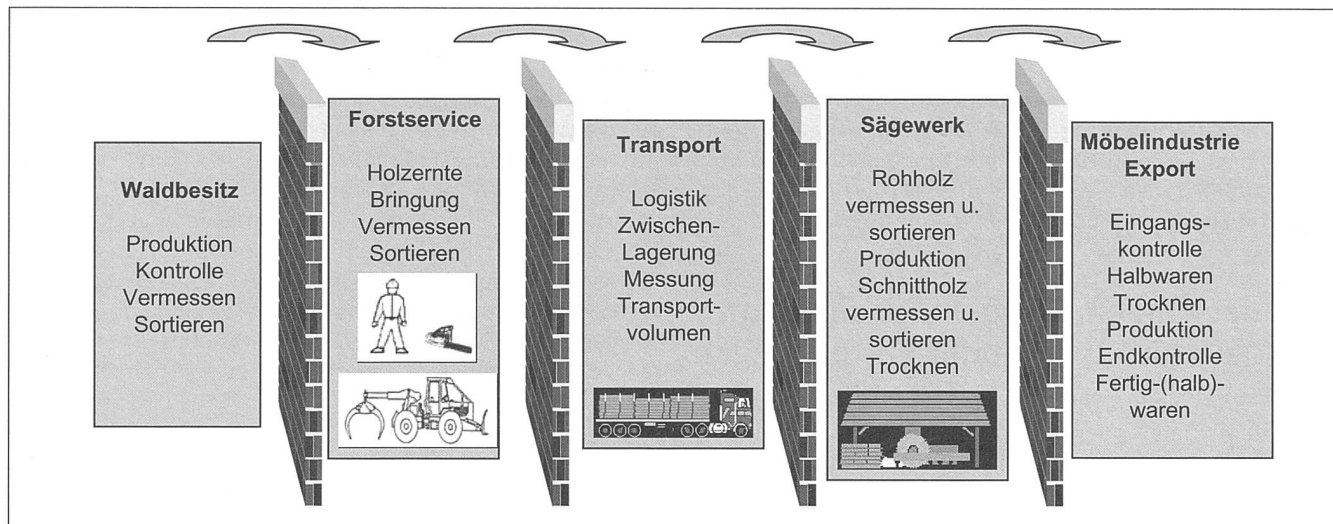 Waldbesitz
Produktion
Kontrolle
Vermessen
Sortieren
Forstservice
Holzernte
Bringung
Vermessen
Sortieren
Transport
Logistik
Zwischen-
Lagerung
Messung
Transport-
volumen
Sägewerk
Rohholz
vermessen u.
sortieren
Produktion
Schnittholz
vermessen u.
sortieren
Trocknen
Möbelindustrie
Export
Eingangs-
kontrolle
Halbwaren
Trocknen
Produktion
Endkontrolle
Fertig-(halb)-
waren